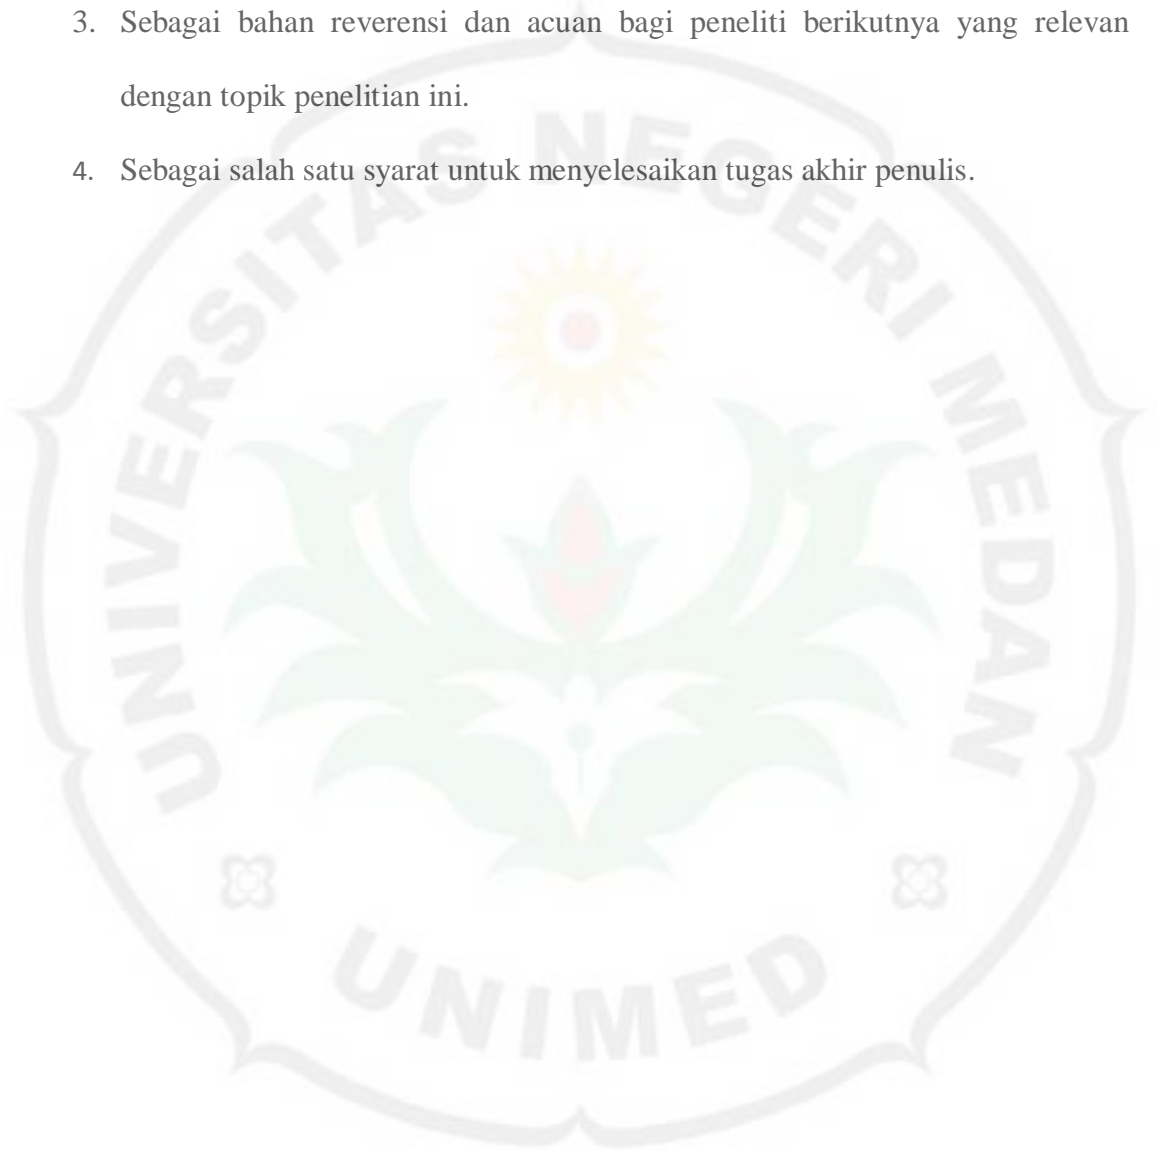 3. Sebagai bahan reverensi dan acuan bagi peneliti berikutnya yang relevan
dengan topik penelitian ini.
4. Sebagai salah satu syarat untuk menyelesaikan tugas akhir penulis.
UNIVERSITAS NEGERI MEDAN
UNIMED